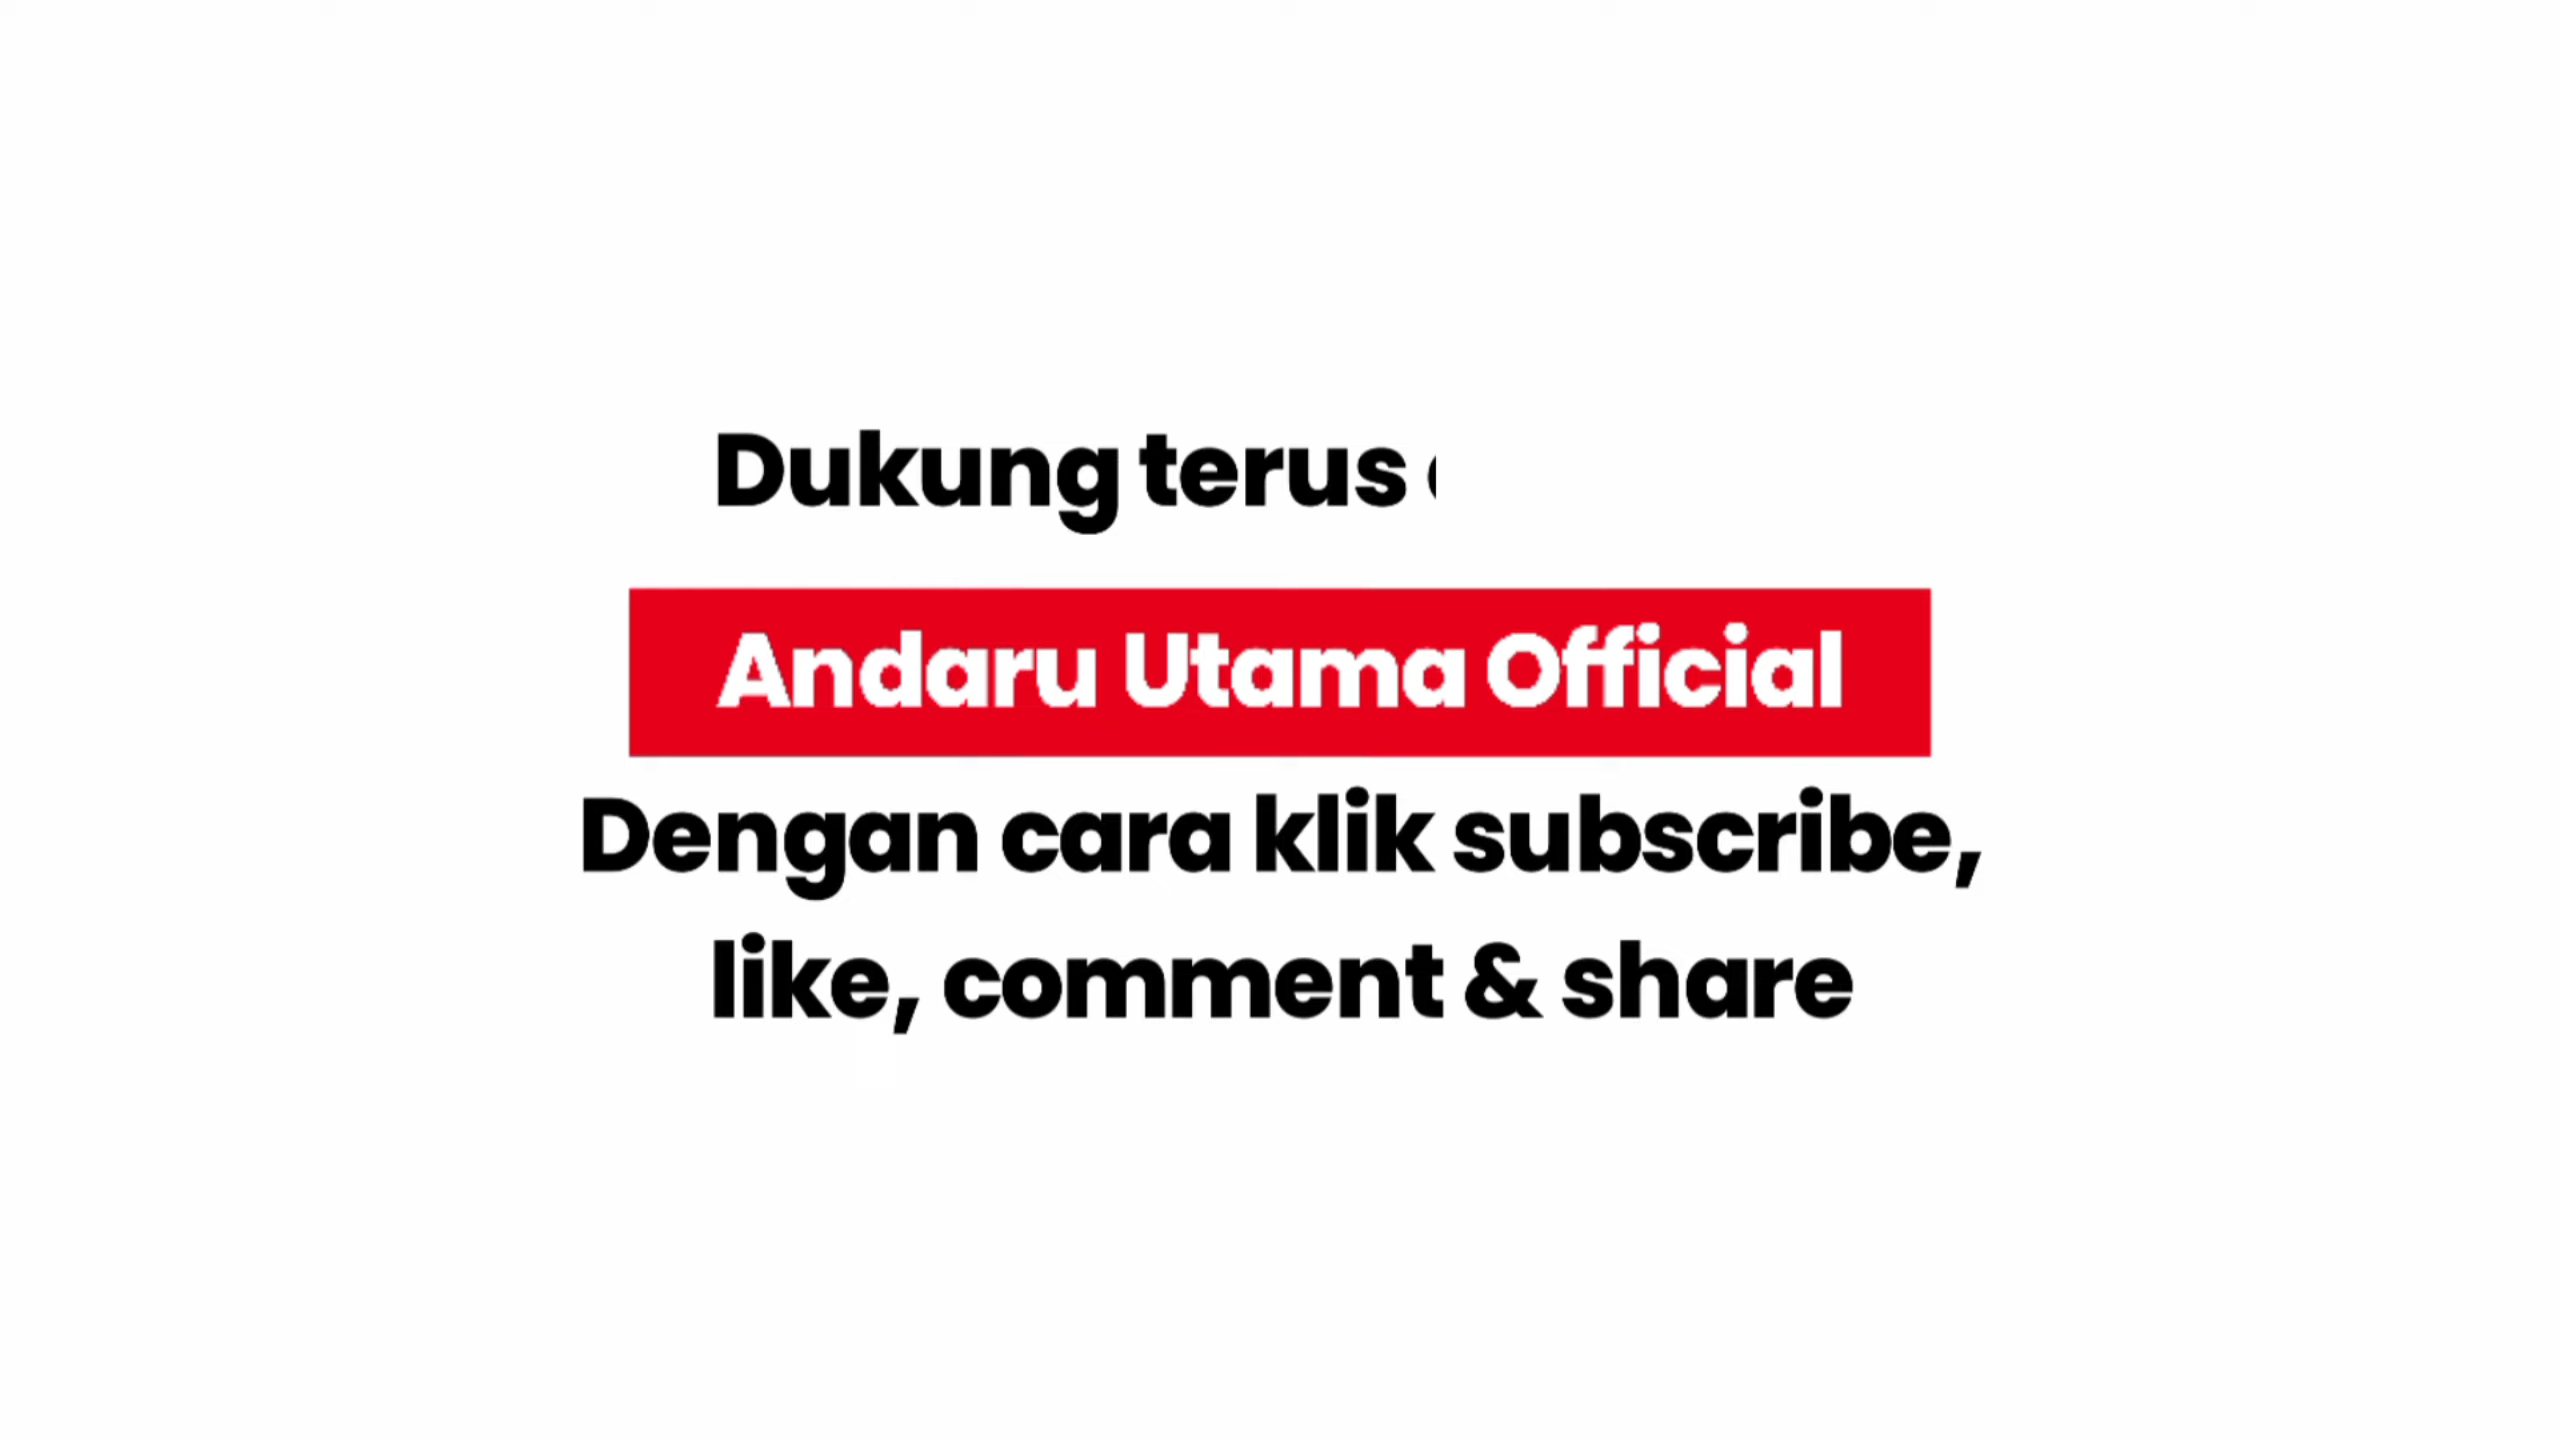 Dukung terus
Andaru Utama Official
Dengan cara klik subscribe,
like, comment & share